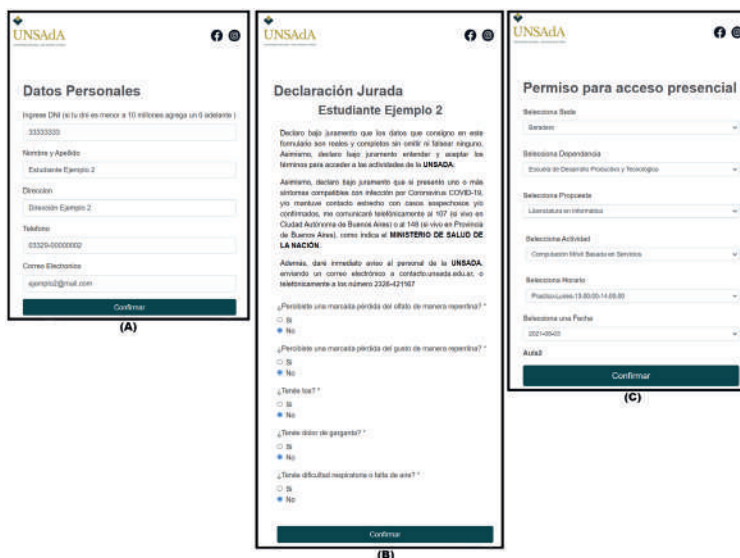 UNSAdA
Datos Personales
Ingrese DNI (si tu dni es menor a 10 millones agrega un 0 adelante )
33333333
Nombre y Apellido
Estudiante Ejemplo 2
Direccion
Dirección Ejemplo 2
Telefono
03329-00000002
Correo Electronico
ejemplo2@mail.com
Confirmar
(A)
UNSAdA
Declaración Jurada
Estudiante Ejemplo 2
Declaro bajo juramento que los datos que consigno en este
formulario son reales y completos sin omitir ni falsear ninguno.
Asimismo, declaro bajo juramento entender y aceptar los
términos para acceder a las actividades de la UNSADA.
Asimismo, declaro bajo juramento que si presento uno o más
síntomas compatibles con infección por Coronavirus COVID-19,
y/o mantuve contacto estrecho con casos sospechosos y/o
confirmados, me comunicaré telefónicamente al 107 (si vivo en
Ciudad Autónoma de Buenos Aires) o al 148 (si vivo en Provincia
de Buenos Aires), como indica el MINISTERIO DE SALUD DE
LA NACIÓN.
Además, daré inmediato aviso al personal de la UNSADA,
enviando un correo electrónico a contacto.unsada.edu.ar, o
telefónicamente a los número 2326-421167
¿Percibiste una marcada pérdida del olfato de manera repentina? *
Si
No
¿Percibiste una marcada pérdida del gusto de manera repentina? *
Si
No
¿Tenés tos? *
Si
No
¿Tenés dolor de garganta? *
Si
No
¿Tenés dificultad respiratoria o falta de aire? *
Si
No
Confirmar
(B)
UNSAdA
Permiso para acceso presencial
Selecciona Sede
Baradero
Selecciona Dependencia
Escuela de Desarrollo Productivo y Tecnológico
Selecciona Propuesta
Licenciatura en Informática
Selecciona Actividad
Computación Móvil Basada en Servicios
Selecciona Horario
Selecciona una Fecha
Aula2
Confirmar
(C)